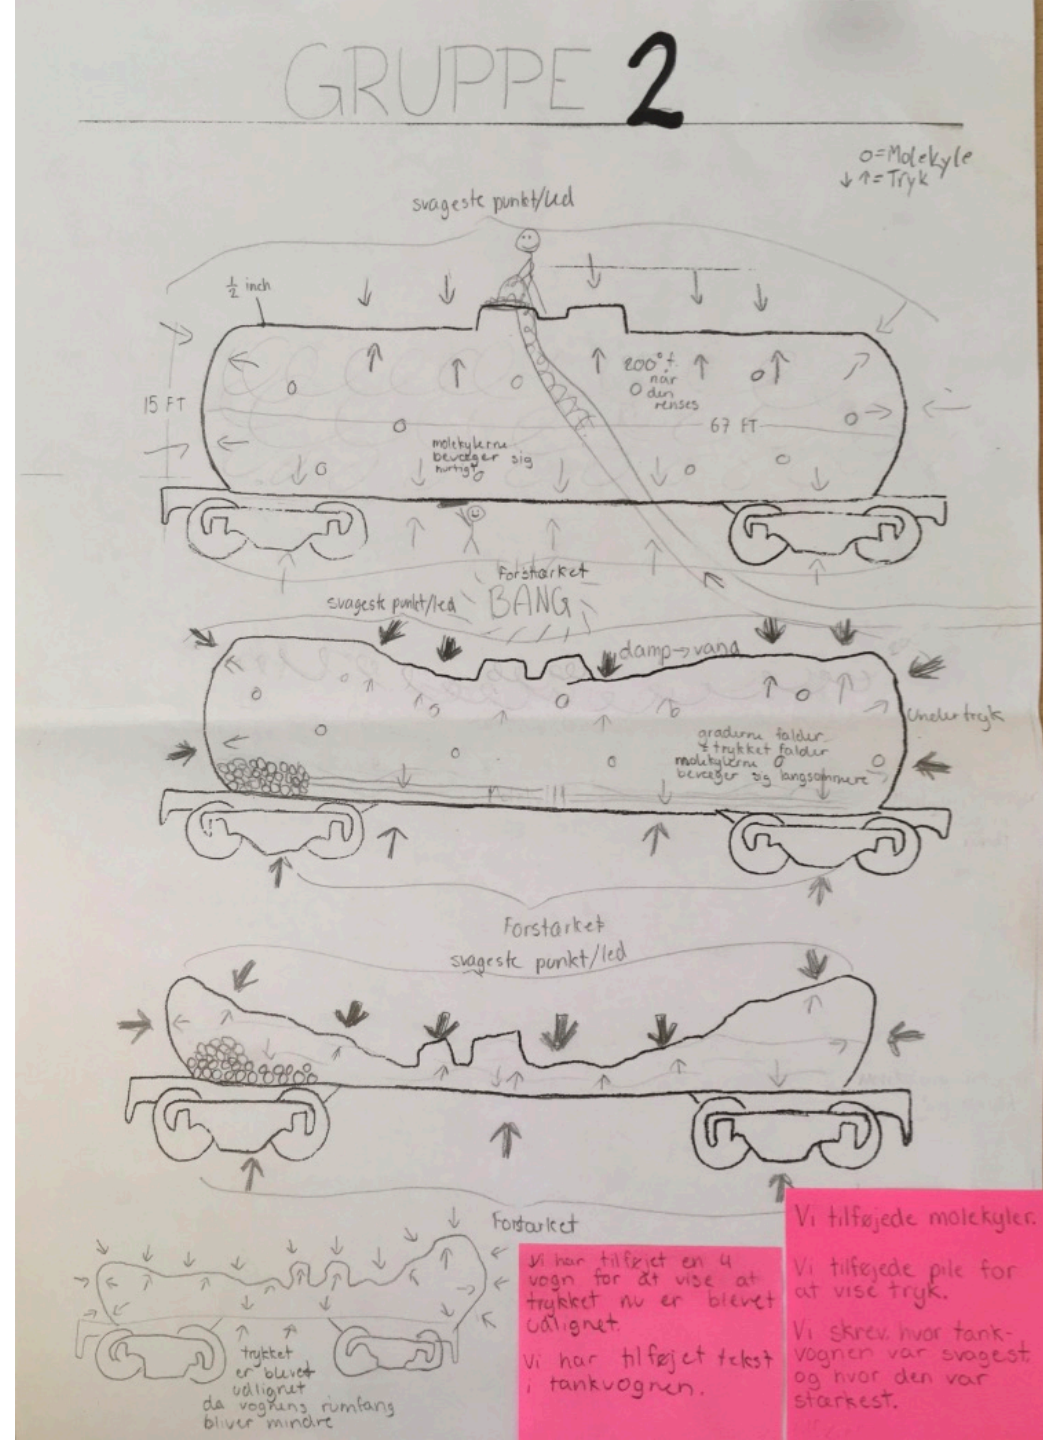 GRUPPE 2
o=Molekyle
↓ ↑=Tryk
svageste punkt/led
1/2 inch
200° f.
når
den
renses
15 FT
67 FT
molekylerne
bevæger sig
hurtigt
Forstærket
svageste punkt/led
BANG
damp→vand
Undertryk
graderne falder
trykket falder
molekylerne
bevæger sig langsommere
Forstærket
svageste punkt/led
Forstærket
trykket
er blevet
udlignet
da vognens rumfang
bliver mindre
Vi har tilføjet en 4
vogn for at vise at
trykket nu er blevet
udlignet.
Vi har tilføjet tekst
i tankvognen.
Vi tilføjede molekyler.
Vi tilføjede pile for
at vise tryk.
Vi skrev hvor tank-
vognen var svagest
og hvor den var
stærkest.